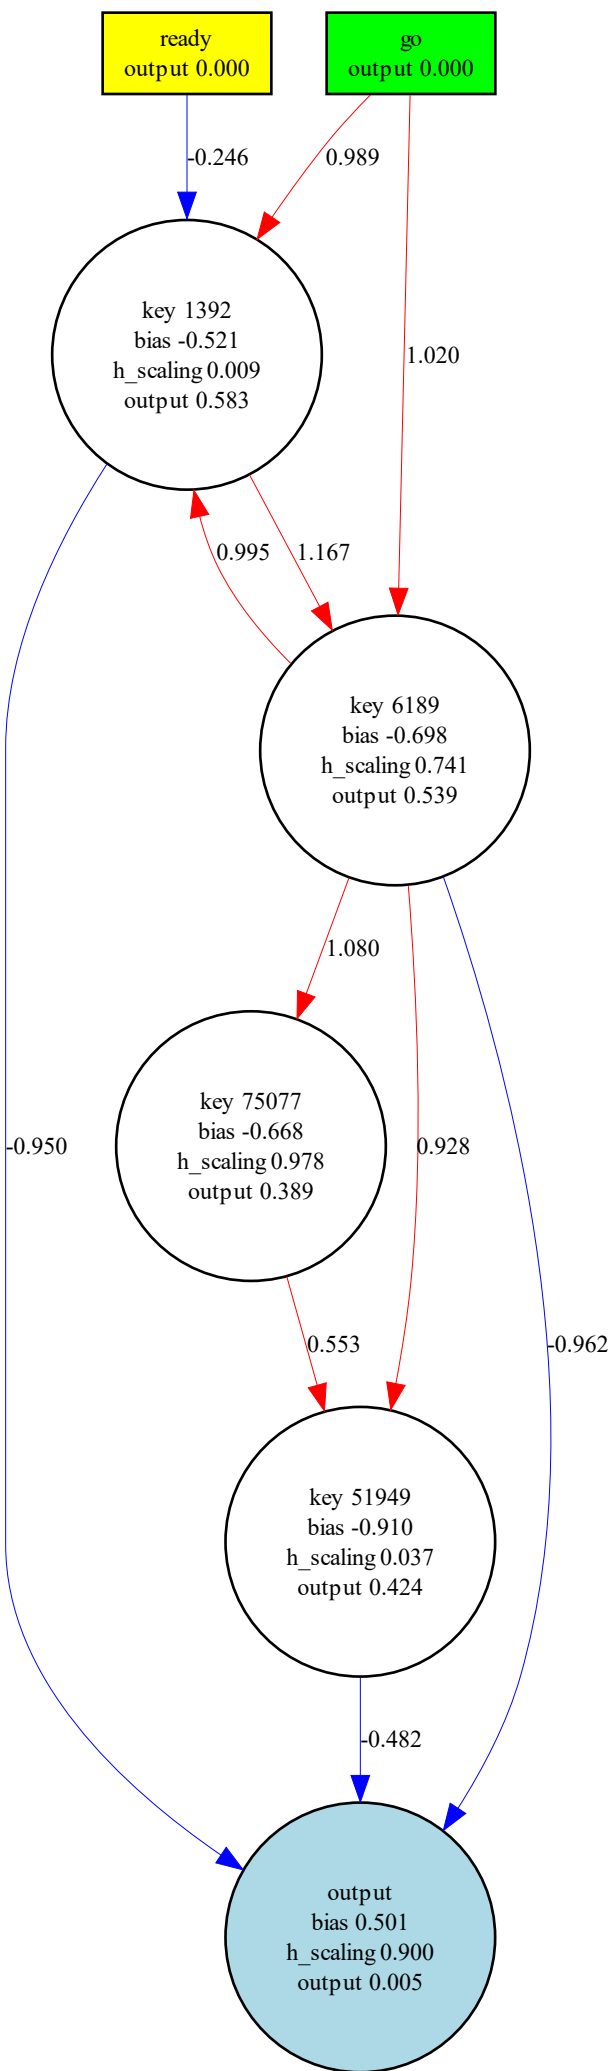 ready
output 0.000
go
output 0.000
-0.246
0.989
key 1392
bias -0.521
h_scaling 0.009
output 0.583
1.020
0.995
1.167
key 6189
bias -0.698
h_scaling 0.741
output 0.539
1.080
key 75077
bias -0.668
h_scaling 0.978
output 0.389
-0.950
0.928
0.553
-0.962
key 51949
bias -0.910
h_scaling 0.037
output 0.424
-0.482
output
bias 0.501
h_scaling 0.900
output 0.005